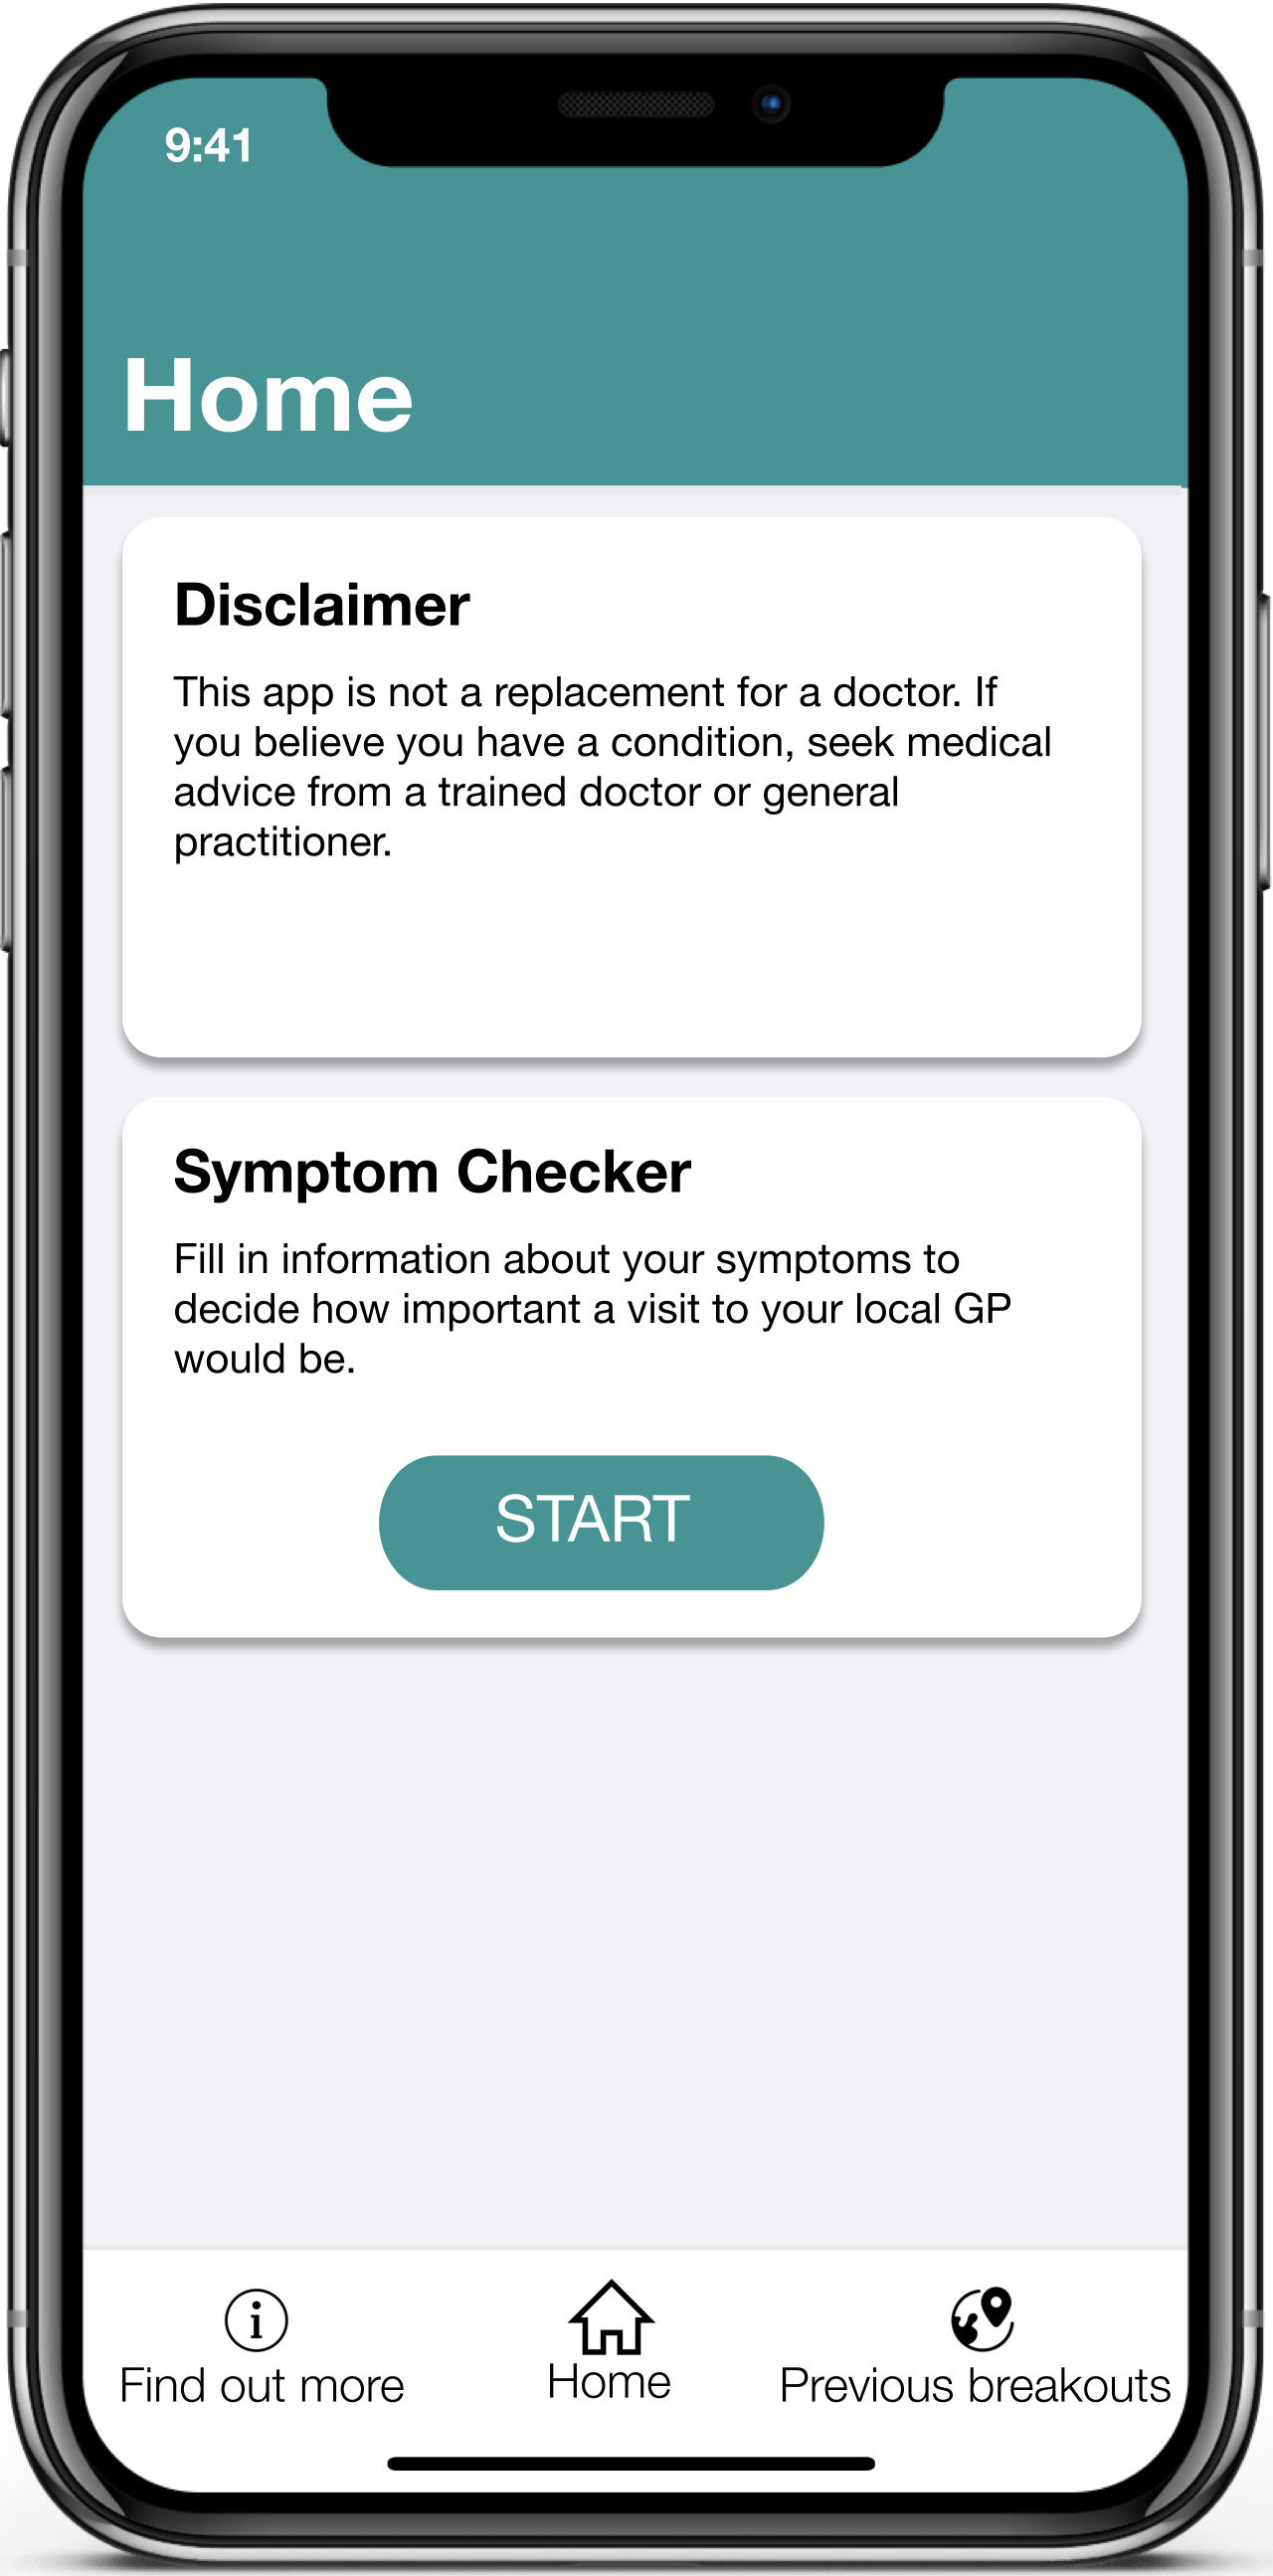 9:41
Home
Disclaimer
This app is not a replacement for a doctor. If
you believe you have a condition, seek medical
advice from a trained doctor or general
practitioner.
Symptom Checker
Fill in information about your symptoms to
decide how important a visit to your local GP
would be.
START
Find out more
Home
Previous breakouts